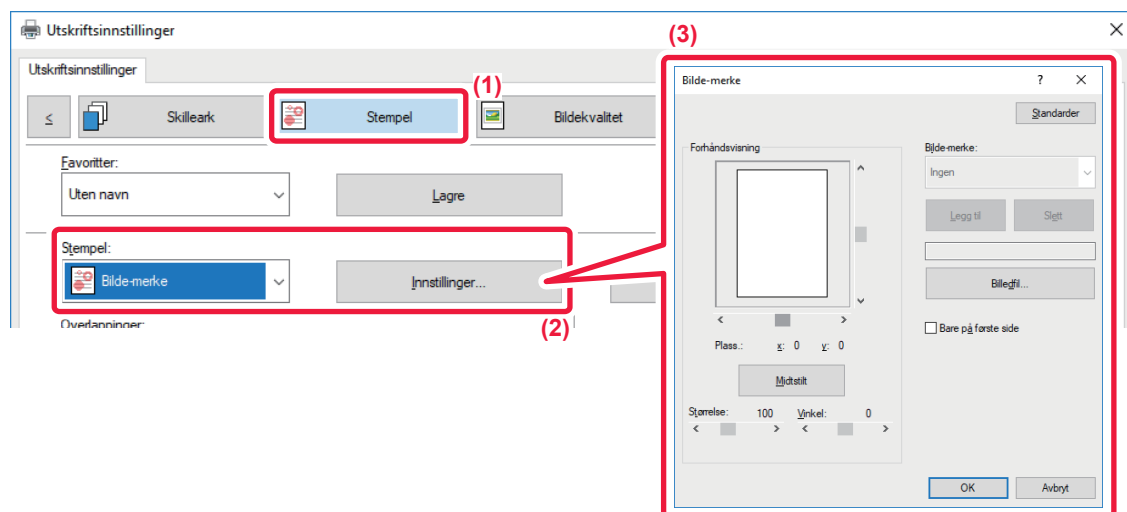 Utskriftsinnstillinger
Utskriftsinnstillinger
(1)
<
Skilleark
Stempel
Bildekvalitet
Favoritter:
Uten navn
Lagre
Stempel:
Bilde-merke
Innstillinger...
(2)
Overlappinger:
(3)
Bilde-merke
?
Standarder
Forhåndsvisning
Bilde-merke:
Ingen
Legg til
Slett
Billedfil...
Bare på første side
Plass.: x: 0 y: 0
Midtstilt
Størrelse: 100 Vinkel: 0
OK
Avbryt